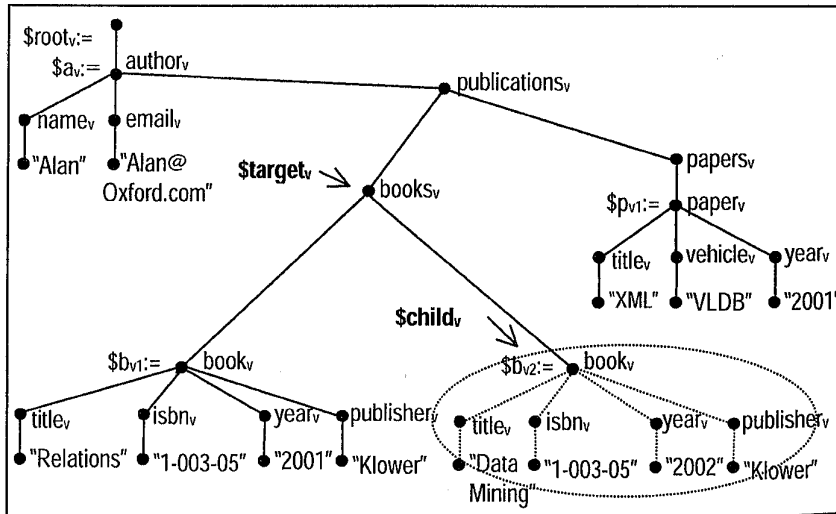 $rootv:=
$av:= authorv
publicationsv
namev emailv
"Alan" "Alan@
Oxford.com"
papersv
$targetv
booksv
$pv1:= paperv
titlev vehiclev yearv
"XML" "VLDB" "2001"
$childv
$bv1:= bookv
$bv2:= bookv
titlev isbnv yearv publisherv
"Relations" "1-003-05" "2001" "Klower"
titlev isbnv yearv publisherv
"Data "1-003-05" "2002" "Klower"
Mining"